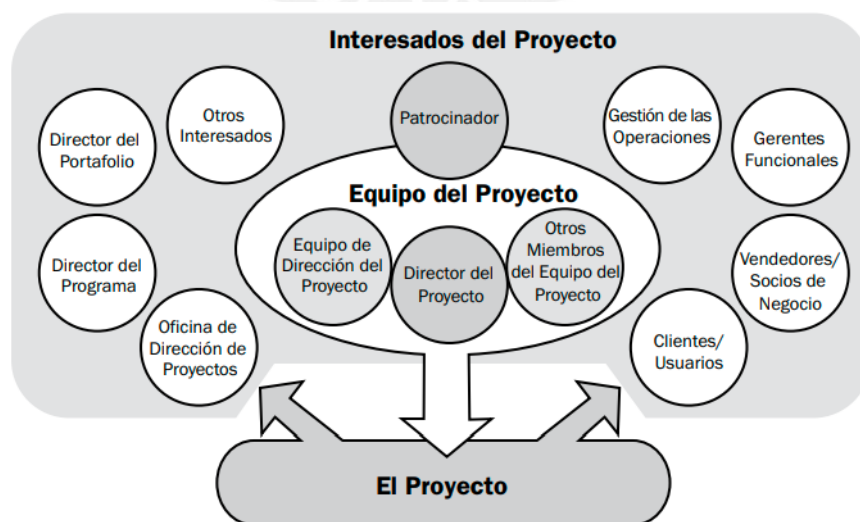 Interesados del Proyecto
Director del
Portafolio
Otros
Interesados
Patrocinador
Gestión de las
Operaciones
Gerentes
Funcionales
Equipo del Proyecto
Director del
Programa
Equipo de
Dirección del
Proyecto
Director del
Proyecto
Otros
Miembros
del Equipo del
Proyecto
Vendedores/
Socios de
Negocio
Oficina de
Dirección de
Proyectos
Clientes/
Usuarios
El Proyecto